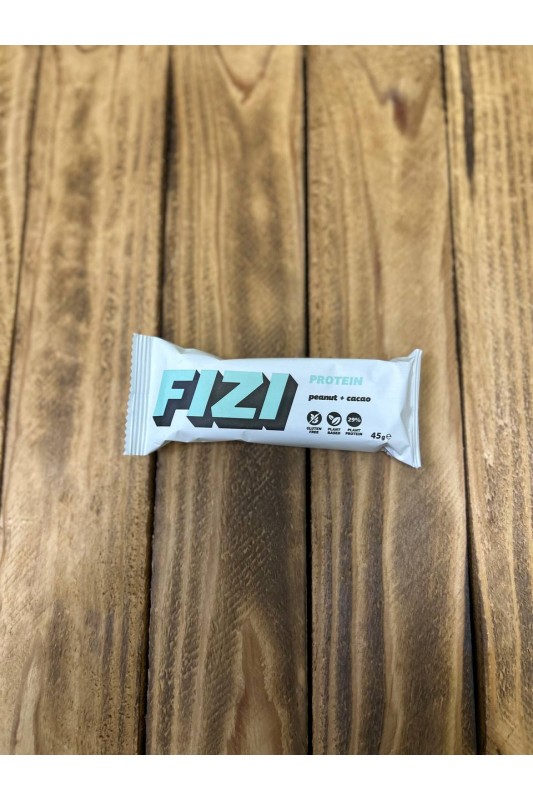 FIZI
PROTEIN
peanut + cacao
GLUTEN FREE
PLANT BASED
29% PLANT PROTEIN
45g ℮